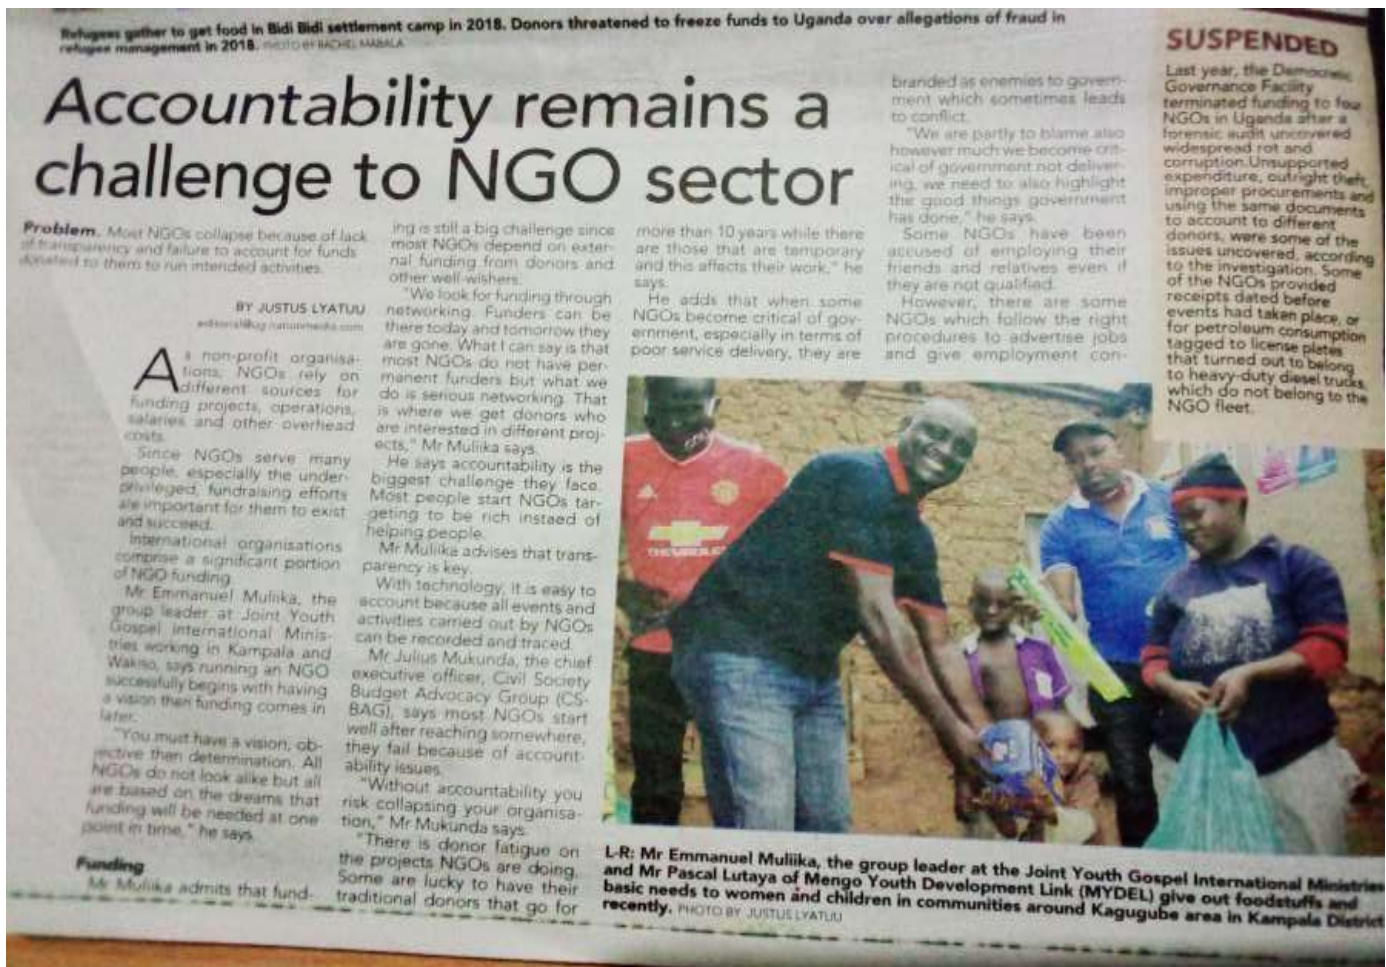 Refugees gather to get food in Bidi Bidi settlement camp in 2018. Donors threatened to freeze funds to Uganda over allegations of fraud in
refugee management in 2018. PHOTO BY RACHEL MABALA
Accountability remains a
challenge to NGO sector
Problem. Most NGOs collapse because of lack
of transparency and failure to account for funds
donated to them to run intended activities.
BY JUSTUS LYATUU
As a non-profit organisa-
tions, NGOs rely on
different sources for
funding projects, operations,
salaries and other overhead
costs.
Since NGOs serve many
people, especially the under-
privileged, fundraising efforts
are important for them to exist
and succeed.
International organisations
comprise a significant portion
of NGO funding.
Mr Emmanuel Muliika, the
group leader at Joint Youth
Gospel International Minis-
tries working in Kampala and
Wakiso, says running an NGO
successfully begins with having
a vision then funding comes in
later.
"You must have a vision, ob-
jective then determination. All
NGOs do not look alike but all
are based on the dreams that
funding will be needed at one
point in time," he says.
Funding
Mr Muliika admits that fund-
ing is still a big challenge since
most NGOs depend on exter-
nal funding from donors and
other well-wishers.
"We look for funding through
networking. Funders can be
there today and tomorrow they
are gone. What I can say is that
most NGOs do not have per-
manent funders but what we
do is serious networking. That
is where we get donors who
are interested in different proj-
ects," Mr Muliika says.
He says accountability is the
biggest challenge they face.
Most people start NGOs tar-
geting to be rich instaed of
helping people.
Mr Muliika advises that trans-
parency is key.
With technology, it is easy to
account because all events and
activities carried out by NGOs
can be recorded and traced.
Mr Julius Mukunda, the chief
executive officer, Civil Society
Budget Advocacy Group (CS-
BAG), says most NGOs start
well after reaching somewhere,
they fail because of account-
ability issues.
"Without accountability you
risk collapsing your organisa-
tion," Mr Mukunda says.
"There is donor fatigue on
the projects NGOs are doing.
Some are lucky to have their
traditional donors that go for
more than 10 years while there
are those that are temporary
and this affects their work," he
says.
He adds that when some
NGOs become critical of gov-
ernment, especially in terms of
poor service delivery, they are
branded as enemies to govern-
ment which sometimes leads
to conflict.
"We are partly to blame also
however much we become crit-
ical of government not deliver-
ing, we need to also highlight
the good things government
has done," he says.
Some NGOs have been
accused of employing their
friends and relatives even if
they are not qualified.
However, there are some
NGOs which follow the right
procedures to advertise jobs
and give employment con-
SUSPENDED
Last year, the Democratic
Governance Facility
terminated funding to four
NGOs in Uganda after a
forensic audit uncovered
widespread rot and
corruption.Unsupported
expenditure, outright theft,
improper procurements and
using the same documents
to account to different
donors, were some of the
issues uncovered, according
to the investigation. Some
of the NGOs provided
receipts dated before
events had taken place, or
for petroleum consumption
tagged to license plates
that turned out to belong
to heavy-duty diesel trucks,
which do not belong to the
NGO fleet.
CHEVROLET
L-R: Mr Emmanuel Muliika, the group leader at the Joint Youth Gospel International Ministries
and Mr Pascal Lutaya of Mengo Youth Development Link (MYDEL) give out foodstuffs and
basic needs to women and children in communities around Kagugube area in Kampala District
recently. PHOTO BY JUSTUS LYATUU